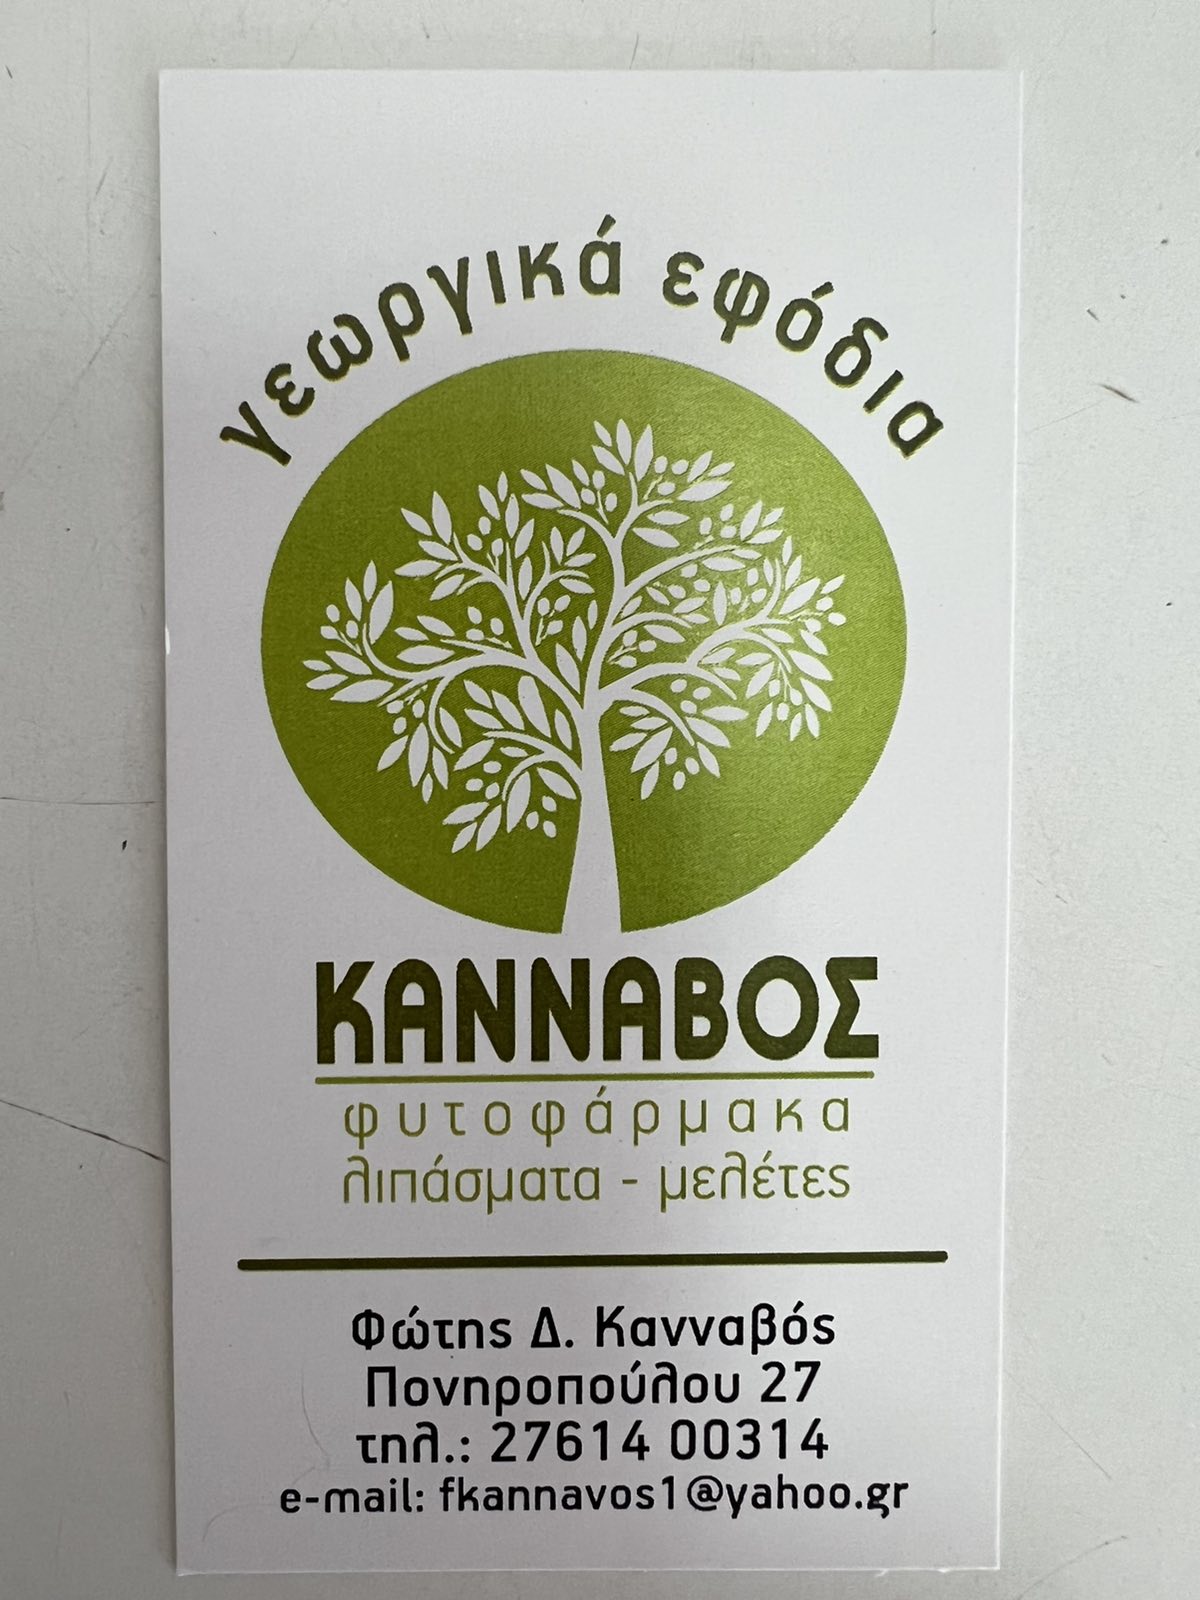 γεωργικά εφόδια
ΚΑΝΝΑΒΟΣ
φυτοφάρμακα
λιπάσματα - μελέτες
Φώτης Δ. Κανναβός
Πονηροπούλου 27
τηλ.: 27614 00314
e-mail: fkannavos1@yahoo.gr